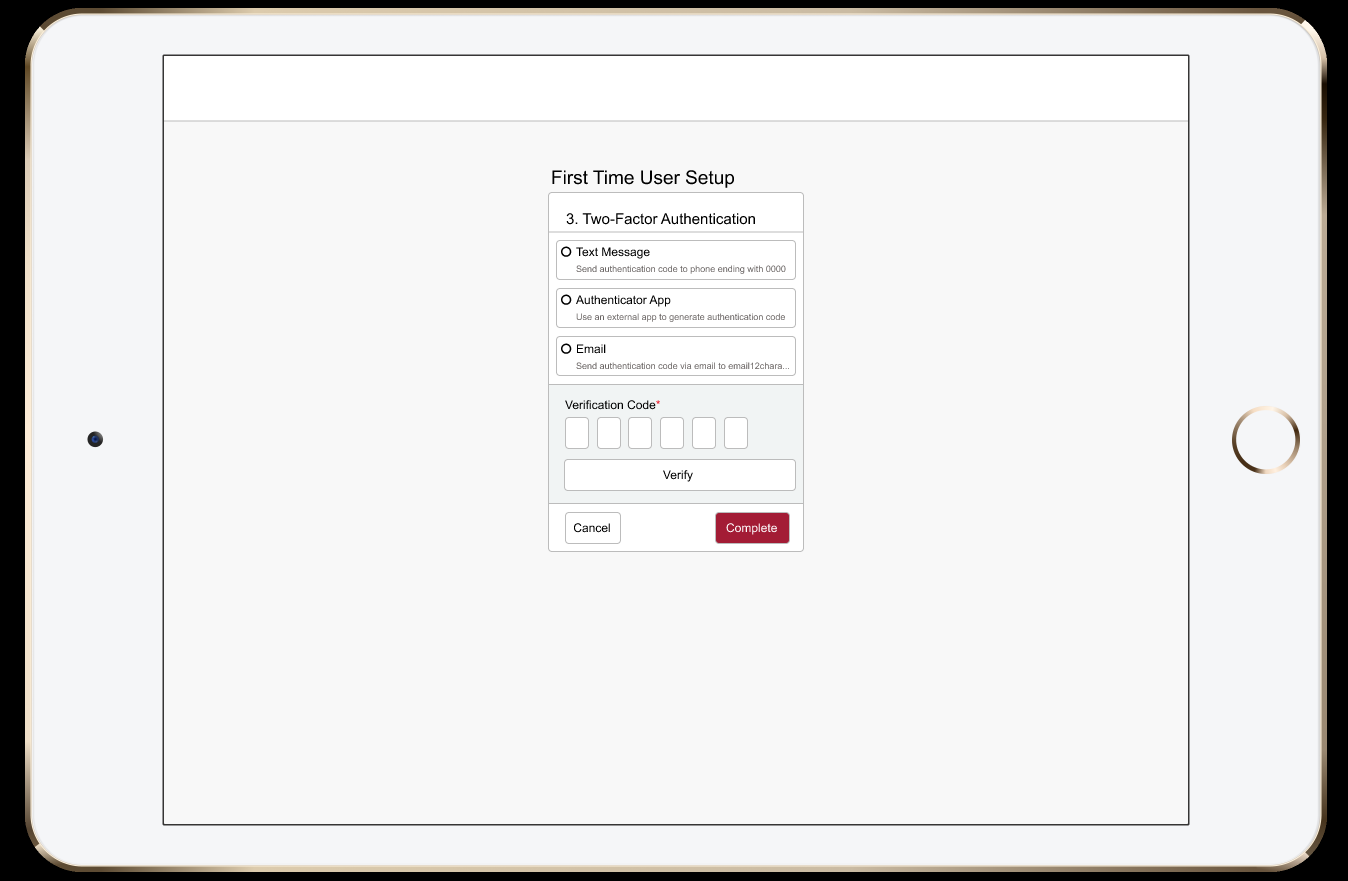 First Time User Setup
3. Two-Factor Authentication
Text Message
Send authentication code to phone ending with 0000
Authenticator App
Use an external app to generate authentication code
Email
Send authentication code via email to email12chara...
Verification Code*
Verify
Cancel
Complete